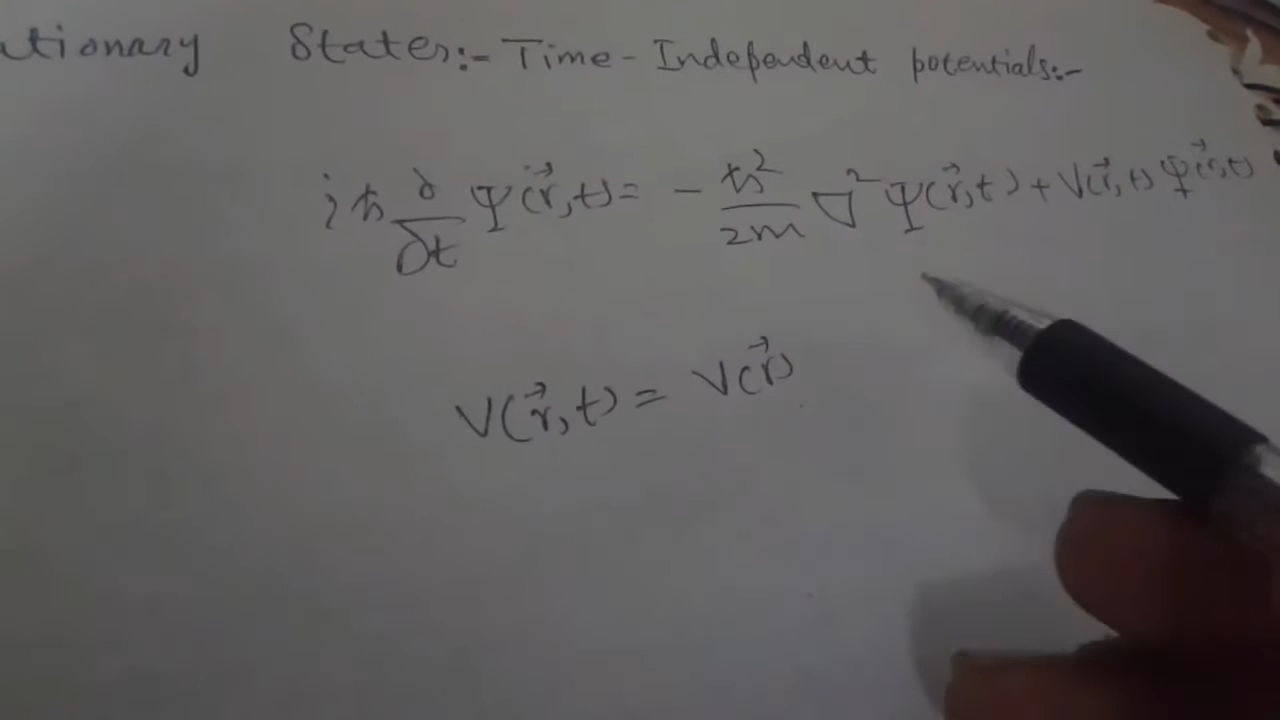 tionary States:- Time-Independent potentials:-
iħ ∂/∂t Ψ(r⃗,t) = - ħ²/2m ∇² Ψ(r⃗,t) + V(r⃗,t) Ψ(r⃗,t)
V(r⃗,t) = V(r⃗)